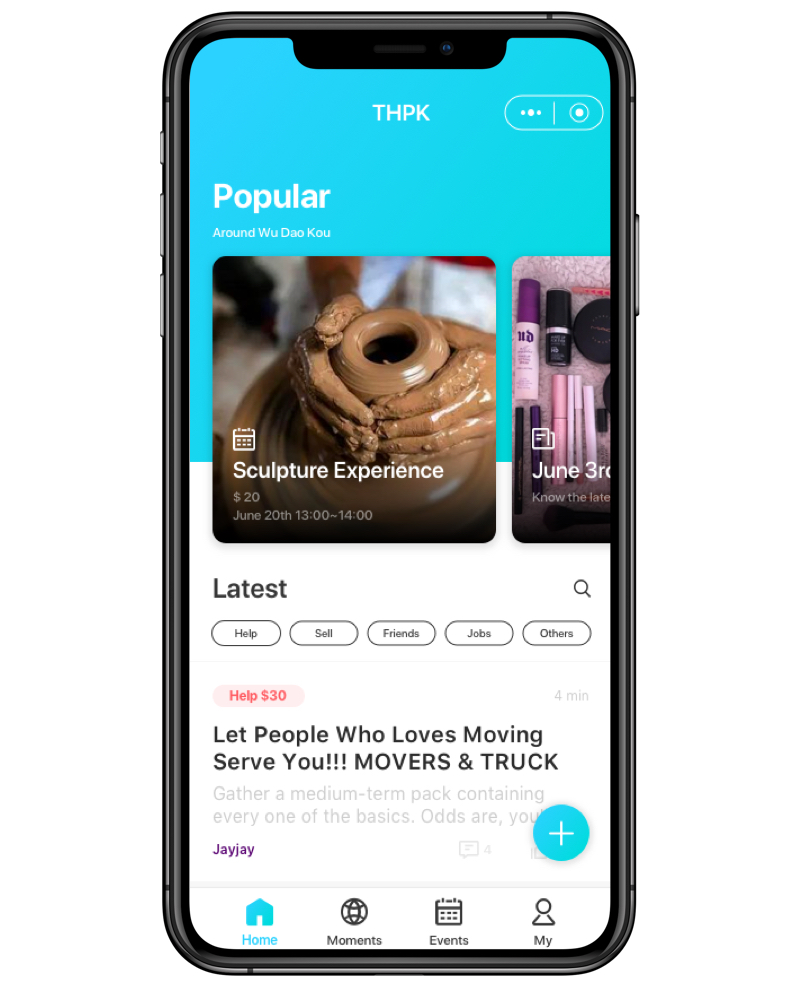 THPK
Popular
Around Wu Dao Kou
Sculpture Experience
$ 20
June 20th 13:00~14:00
UD
June 3r
Know the late
Latest
Help
Sell
Friends
Jobs
Others
Help $30
4 min
Let People Who Loves Moving
Serve You!!! MOVERS & TRUCK
Gather a medium-term pack containing
every one of the basics. Odds are, you
Jayjay
4
Home
Moments
Events
My